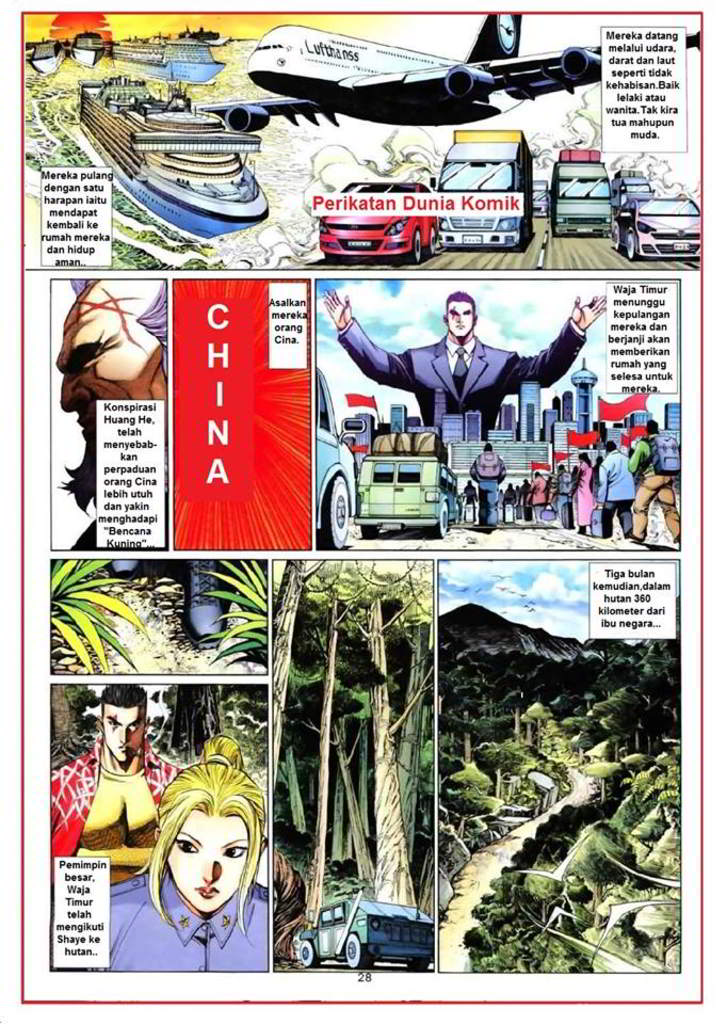 Lufthanss
Mereka datang
melalui udara,
darat dan laut
seperti tidak
kehabisan.Baik
lelaki atau
wanita.Tak kira
tua mahupun
muda.
Mereka pulang
dengan satu
harapan iaitu
mendapat
kembali ke
rumah mereka
dan hidup
aman..
Perikatan Dunia Komik
Konspirasi
Huang He,
telah
menyebab-
kan
perpaduan
orang Cina
lebih utuh
dan yakin
menghadapi
"Bencana
Kuning"...
CHINA
Asalkan
mereka
orang
Cina.
Waja Timur
menunggu
kepulangan
mereka dan
berjanji akan
memberikan
rumah yang
selesa untuk
mereka.
Pemimpin
besar,
Waja
Timur
telah
mengikuti
Shaye ke
hutan..
Tiga bulan
kemudian,dalam
hutan 360
kilometer dari
ibu negara...
28